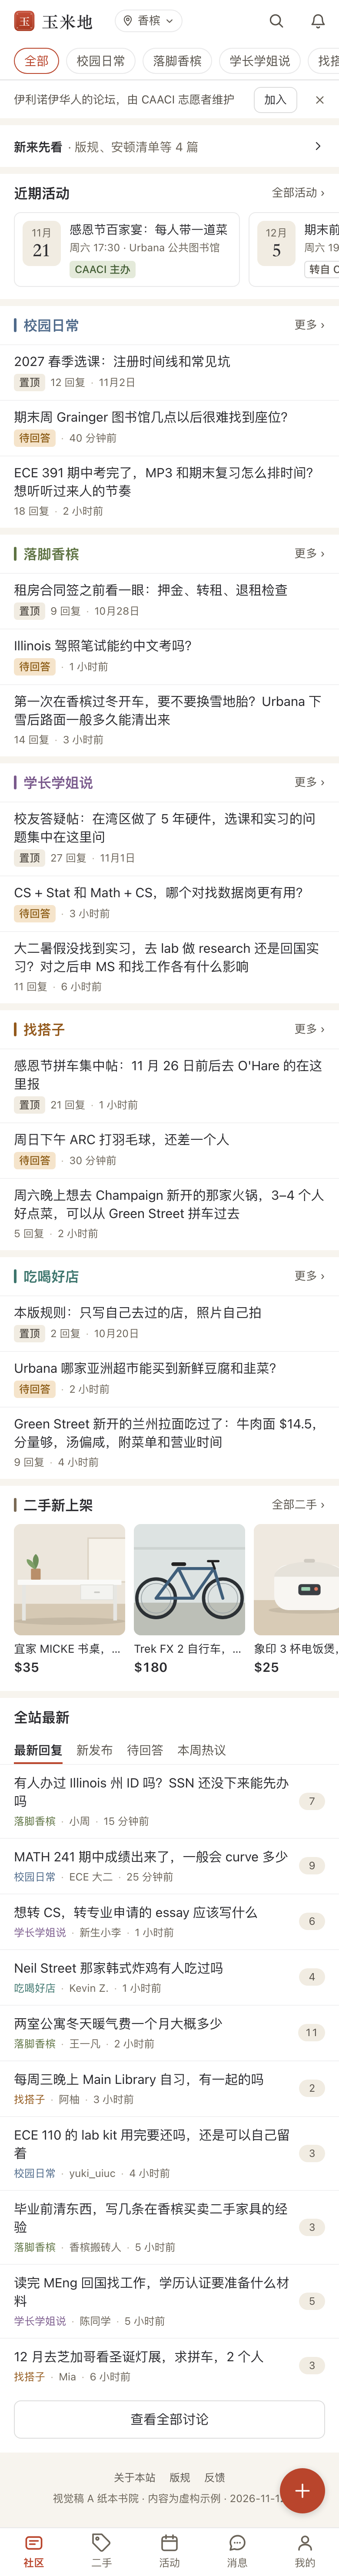 玉 玉米地 香槟
全部 校园日常 落脚香槟 学长学姐说 找搭
伊利诺伊华人的论坛，由 CAACI 志愿者维护 加入
新来先看 · 版规、安顿清单等 4 篇
近期活动 全部活动 ›
11月
21
感恩节百家宴：每人带一道菜
周六 17:30 · Urbana 公共图书馆
CAACI 主办
12月
5
期末前
周六 19
转自 C
校园日常 更多 ›
2027 春季选课：注册时间线和常见坑
置顶 12 回复 · 11月2日
期末周 Grainger 图书馆几点以后很难找到座位？
待回答 · 40 分钟前
ECE 391 期中考完了，MP3 和期末复习怎么排时间？
想听听过来人的节奏
18 回复 · 2 小时前
落脚香槟 更多 ›
租房合同签之前看一眼：押金、转租、退租检查
置顶 9 回复 · 10月28日
Illinois 驾照笔试能约中文考吗？
待回答 · 1 小时前
第一次在香槟过冬开车，要不要换雪地胎？Urbana 下
雪后路面一般多久能清出来
14 回复 · 3 小时前
学长学姐说 更多 ›
校友答疑帖：在湾区做了 5 年硬件，选课和实习的问
题集中在这里问
置顶 27 回复 · 11月1日
CS + Stat 和 Math + CS，哪个对找数据岗更有用？
待回答 · 3 小时前
大二暑假没找到实习，去 lab 做 research 还是回国实
习？对之后申 MS 和找工作各有什么影响
11 回复 · 6 小时前
找搭子 更多 ›
感恩节拼车集中帖：11 月 26 日前后去 O'Hare 的在这
里报
置顶 21 回复 · 1 小时前
周日下午 ARC 打羽毛球，还差一个人
待回答 · 30 分钟前
周六晚上想去 Champaign 新开的那家火锅，3–4 个人
好点菜，可以从 Green Street 拼车过去
5 回复 · 2 小时前
吃喝好店 更多 ›
本版规则：只写自己去过的店，照片自己拍
置顶 2 回复 · 10月20日
Urbana 哪家亚洲超市能买到新鲜豆腐和韭菜？
待回答 · 2 小时前
Green Street 新开的兰州拉面吃过了：牛肉面 $14.5，
分量够，汤偏咸，附菜单和营业时间
9 回复 · 4 小时前
二手新上架 全部二手 ›
宜家 MICKE 书桌，…
$35
Trek FX 2 自行车，…
$180
象印 3 杯电饭煲，
$25
全站最新
最新回复 新发布 待回答 本周热议
有人办过 Illinois 州 ID 吗？SSN 还没下来能先办
吗
7
落脚香槟 · 小周 · 15 分钟前
MATH 241 期中成绩出来了，一般会 curve 多少
9
校园日常 · ECE 大二 · 25 分钟前
想转 CS，转专业申请的 essay 应该写什么
6
学长学姐说 · 新生小李 · 1 小时前
Neil Street 那家韩式炸鸡有人吃过吗
4
吃喝好店 · Kevin Z. · 1 小时前
两室公寓冬天暖气费一个月大概多少
11
落脚香槟 · 王一凡 · 2 小时前
每周三晚上 Main Library 自习，有一起的吗
2
找搭子 · 阿柚 · 3 小时前
ECE 110 的 lab kit 用完要还吗，还是可以自己留
着
3
校园日常 · yuki_uiuc · 4 小时前
毕业前清东西，写几条在香槟买卖二手家具的经
验
3
落脚香槟 · 香槟搬砖人 · 5 小时前
读完 MEng 回国找工作，学历认证要准备什么材
料
5
学长学姐说 · 陈同学 · 5 小时前
12 月去芝加哥看圣诞灯展，求拼车，2 个人
3
找搭子 · Mia · 6 小时前
查看全部讨论
关于本站 版规 反馈
视觉稿 A 纸本书院 · 内容为虚构示例 · 2026-11-1
社区 二手 活动 消息 我的